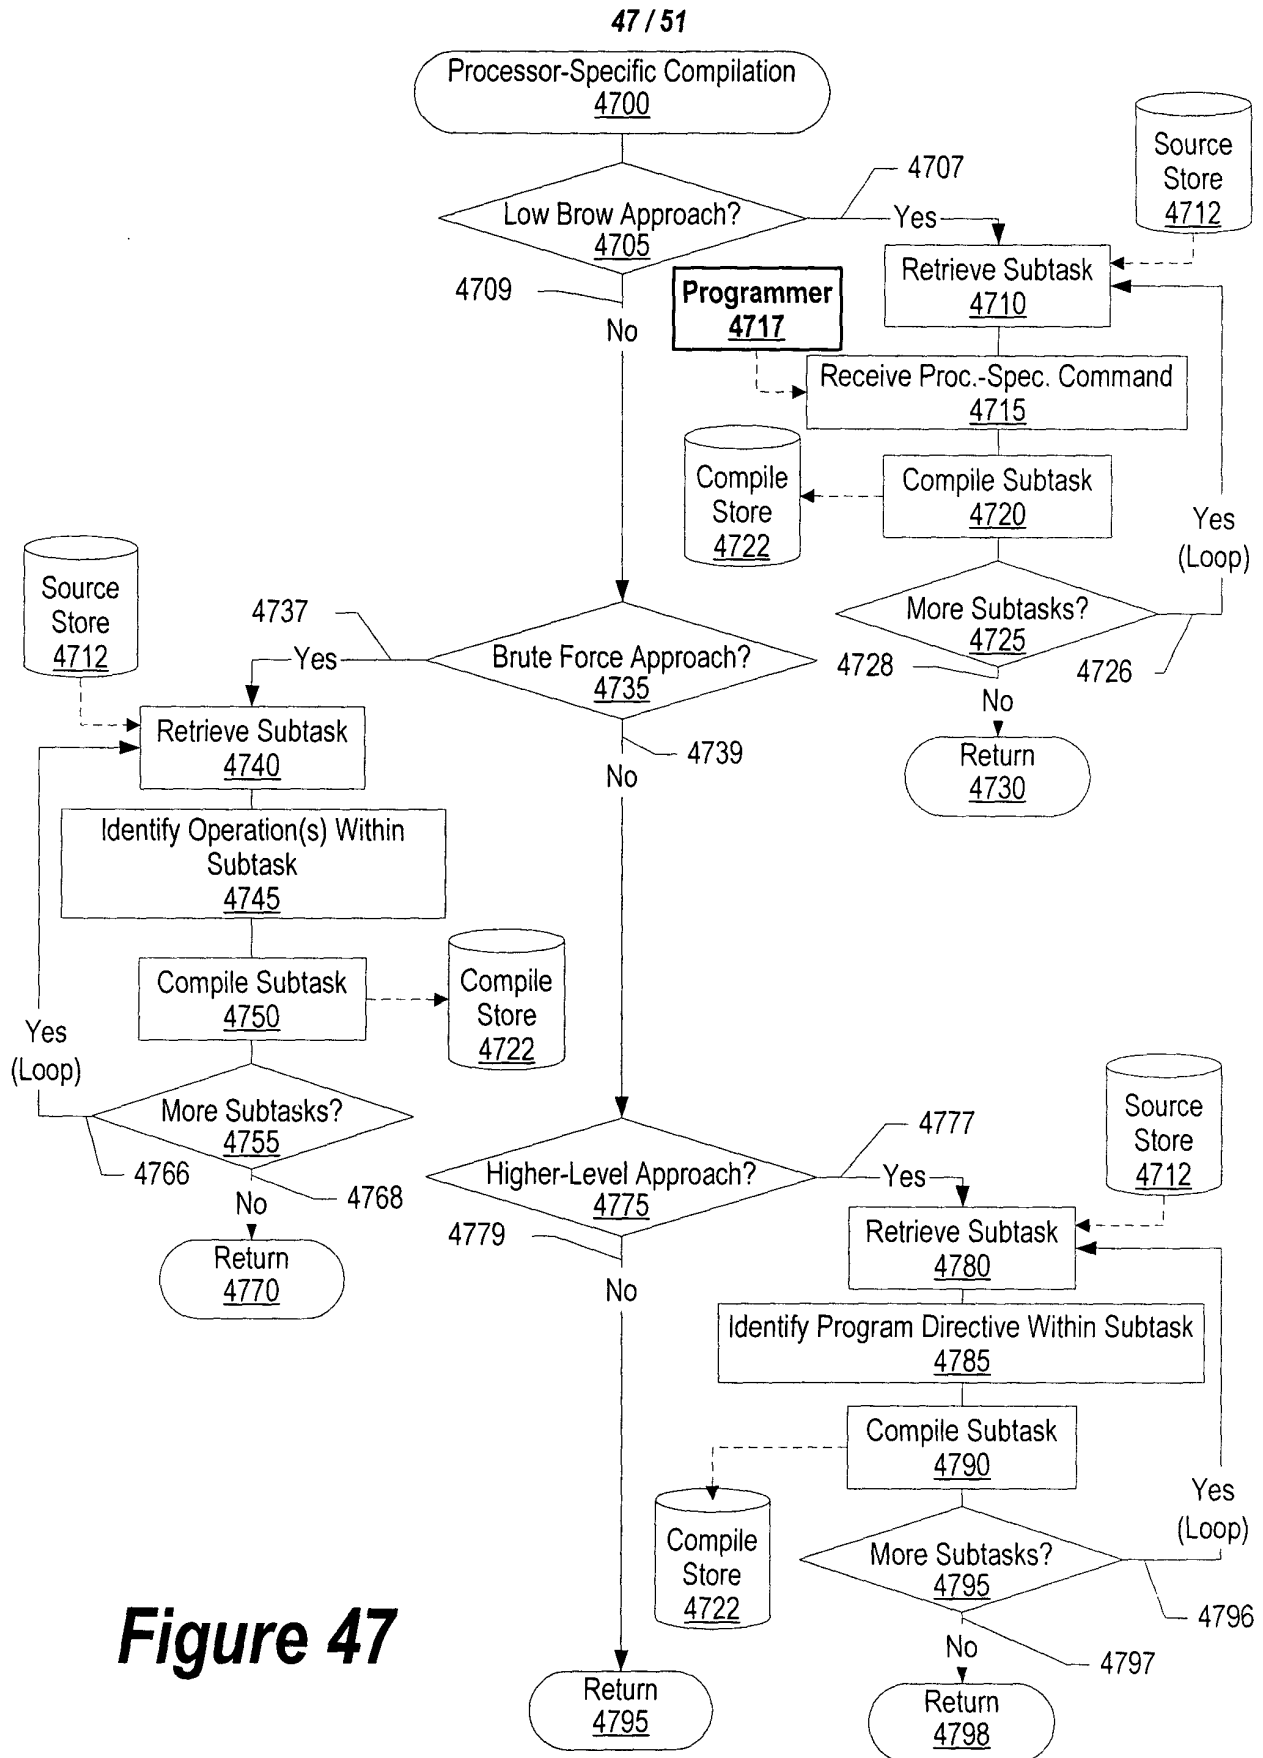 47 / 51
Processor-Specific Compilation
4700
Low Brow Approach?
4705
4707
Yes
Source
Store
4712
4709
No
Retrieve Subtask
4710
Programmer
4717
Receive Proc.-Spec. Command
4715
Compile
Store
4722
Compile Subtask
4720
Yes
(Loop)
More Subtasks?
4725
4728
4726
No
Return
4730
Source
Store
4712
4737
Yes
Brute Force Approach?
4735
4739
No
Retrieve Subtask
4740
Identify Operation(s) Within
Subtask
4745
Compile Subtask
4750
Compile
Store
4722
Yes
(Loop)
More Subtasks?
4755
4766
4768
No
Return
4770
Higher-Level Approach?
4775
4777
Yes
Source
Store
4712
4779
No
Retrieve Subtask
4780
Identify Program Directive Within Subtask
4785
Compile Subtask
4790
Compile
Store
4722
Yes
(Loop)
More Subtasks?
4795
4796
4797
No
Return
4795
Return
4798
Figure 47